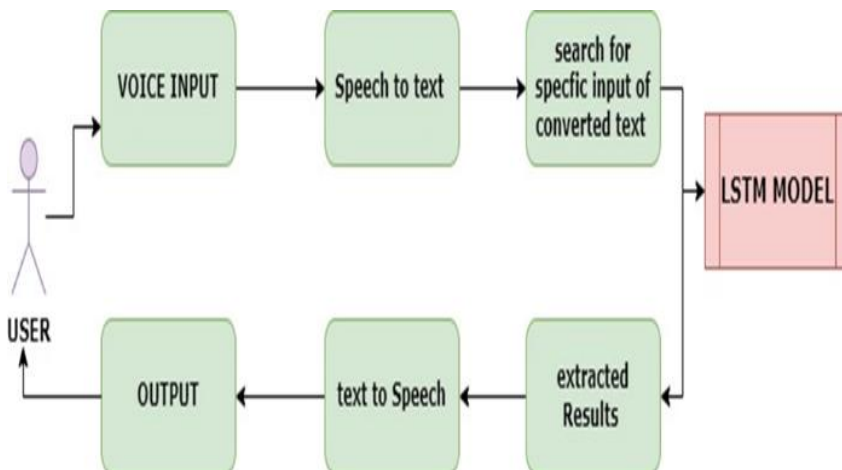 VOICE INPUT
Speech to text
search for
specfic input of
converted text
LSTM MODEL
USER
OUTPUT
text to Speech
extracted
Results